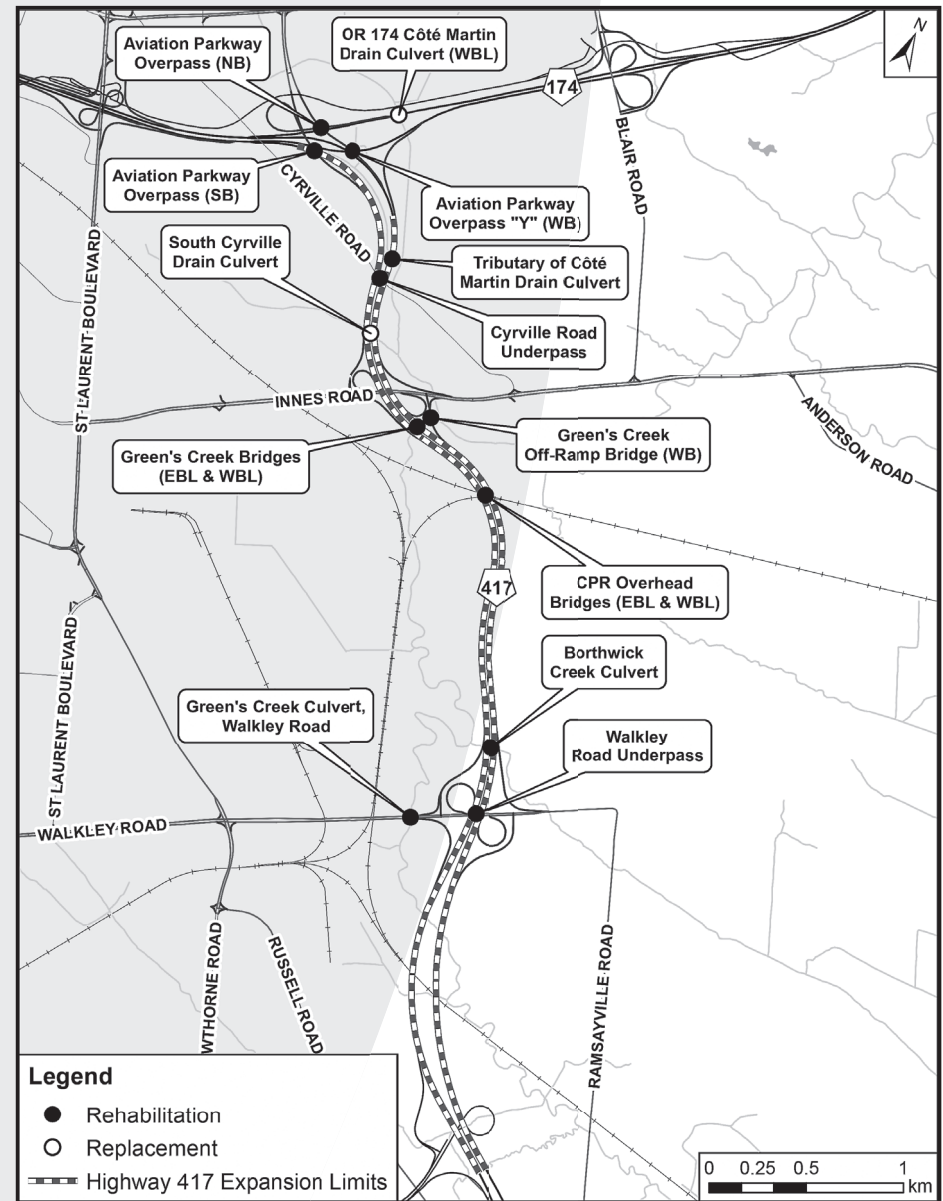 N
Aviation Parkway
Overpass (NB)
OR 174 Côté Martin
Drain Culvert (WBL)
174
BLAIR ROAD
Aviation Parkway
Overpass (SB)
CYRVILLE ROAD
Aviation Parkway
Overpass "Y" (WB)
South Cyrville
Drain Culvert
Tributary of Côté
Martin Drain Culvert
ST LAURENT BOULEVARD
Cyrville Road
Underpass
INNES ROAD
ANDERSON ROAD
Green's Creek Bridges
(EBL & WBL)
Green's Creek
Off-Ramp Bridge (WB)
417
CPR Overhead
Bridges (EBL & WBL)
ST LAURENT BOULEVARD
Borthwick
Creek Culvert
Green's Creek Culvert,
Walkley Road
Walkley
Road Underpass
WALKLEY ROAD
WTHORNE ROAD
RUSSELL ROAD
RAMSAYVILLE ROAD
Legend
Rehabilitation
Replacement
Highway 417 Expansion Limits
0 0.25 0.5 1
km